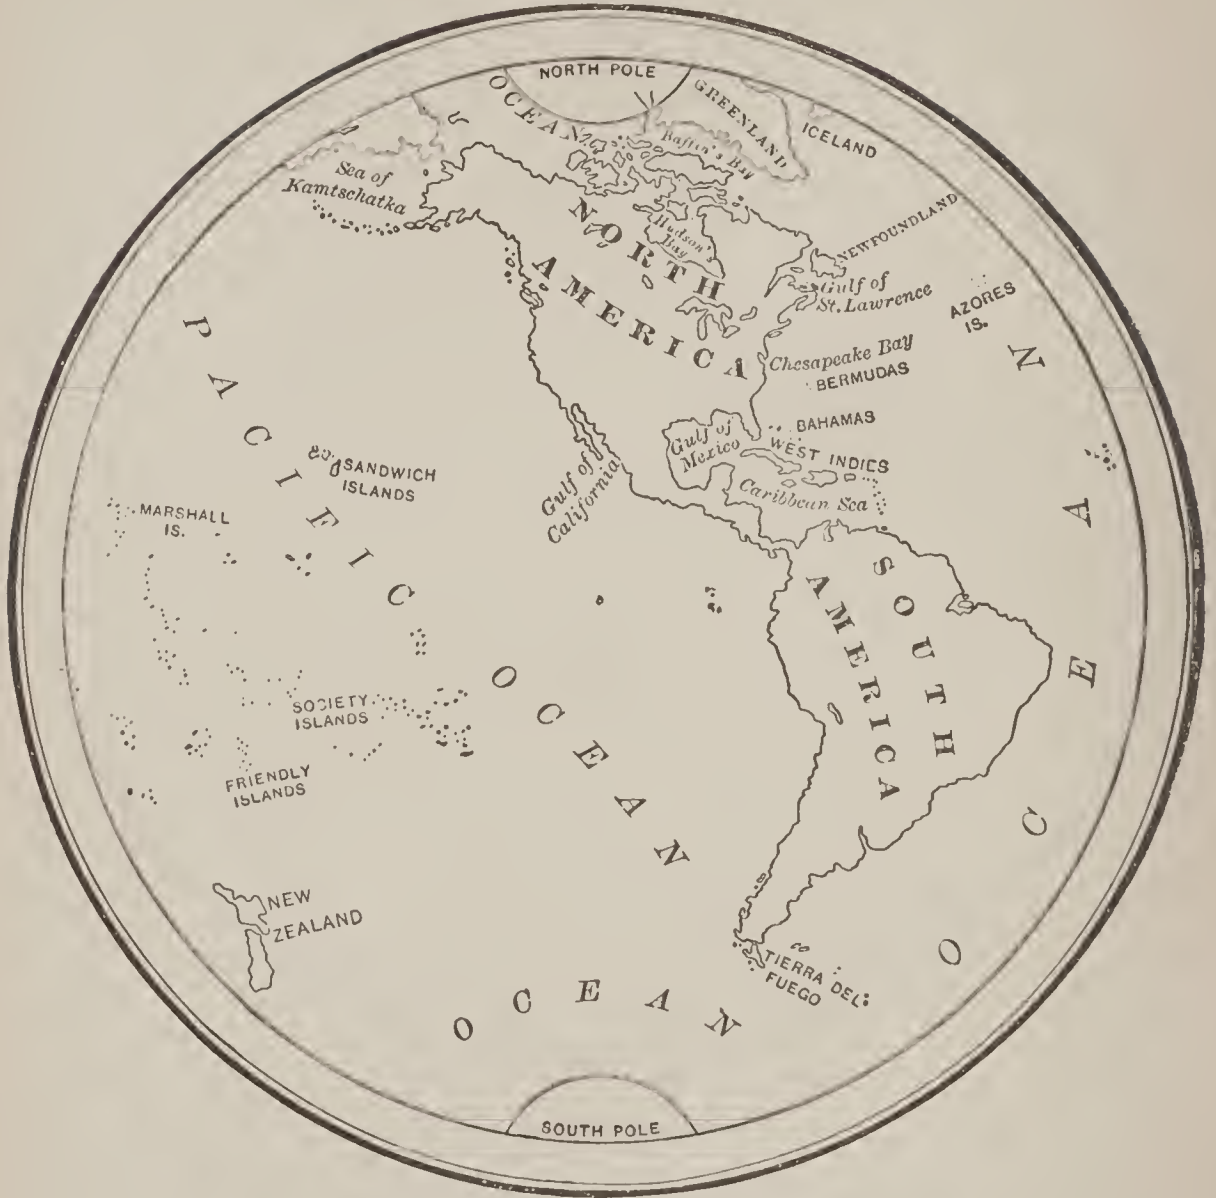 NORTH POLE
OCEAN
GREENLAND
ICELAND
Baffin's Bay
Sea of
Kamtschatka
NORTH
AMERICA
Hudson's
Bay
NEWFOUNDLAND
Gulf of
St. Lawrence
AZORES
IS.
Chesapeake Bay
BERMUDAS
BAHAMAS
Gulf of
Mexico
WEST INDIES
Caribbean Sea
Gulf of
California
SANDWICH
ISLANDS
MARSHALL
IS.
PACIFIC OCEAN
SOUTH
AMERICA
SOCIETY
ISLANDS
FRIENDLY
ISLANDS
NEW
ZEALAND
TIERRA DEL
FUEGO
OCEAN
OCEAN
SOUTH POLE